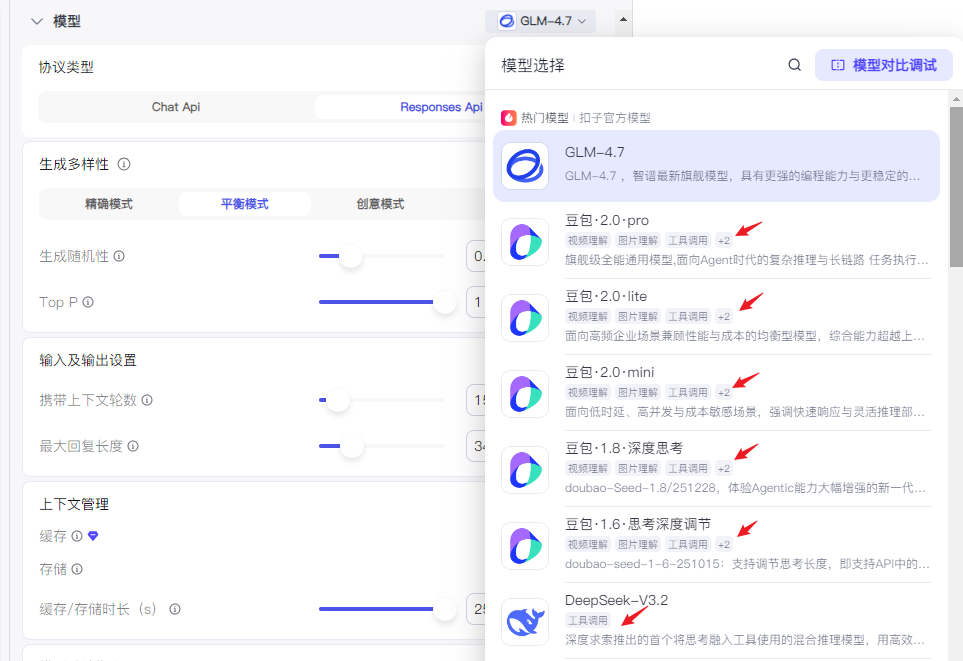 模型
GLM-4.7
协议类型
Chat Api
Responses Api
生成多样性
精确模式
平衡模式
创意模式
生成随机性
0.
Top P
1
输入及输出设置
携带上下文轮数
15
最大回复长度
34
上下文管理
缓存
存储
缓存/存储时长（s）
25
模型选择
模型对比调试
热门模型 | 扣子官方模型
GLM-4.7
GLM-4.7 ，智谱最新旗舰模型，具有更强的编程能力与更稳定的...
豆包·2.0·pro
视频理解 图片理解 工具调用 +2
旗舰级全能通用模型,面向Agent时代的复杂推理与长链路 任务执行...
豆包·2.0·lite
视频理解 图片理解 工具调用 +2
面向高频企业场景兼顾性能与成本的均衡型模型，综合能力超越上...
豆包·2.0·mini
视频理解 图片理解 工具调用 +2
面向低时延、高并发与成本敏感场景，强调快速响应与灵活推理部...
豆包·1.8·深度思考
视频理解 图片理解 工具调用 +2
doubao-Seed-1.8/251228，体验Agentic能力大幅增强的新一代...
豆包·1.6·思考深度调节
视频理解 图片理解 工具调用 +2
doubao-seed-1-6-251015：支持调节思考长度，即支持API中的...
DeepSeek-V3.2
工具调用
深度求索推出的首个将思考融入工具使用的混合推理模型，用高效...